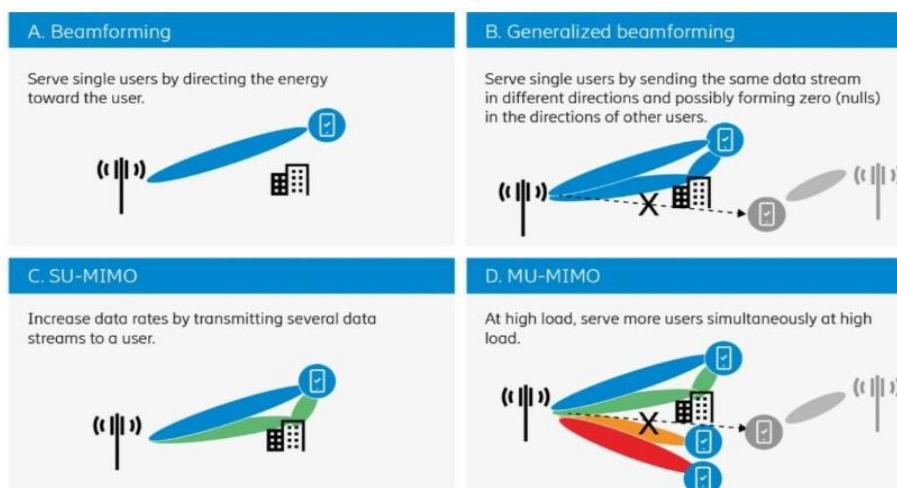 A. Beamforming
Serve single users by directing the energy
toward the user.
B. Generalized beamforming
Serve single users by sending the same data stream
in different directions and possibly forming zero (nulls)
in the directions of other users.
C. SU-MIMO
Increase data rates by transmitting several data
streams to a user.
D. MU-MIMO
At high load, serve more users simultaneously at high
load.